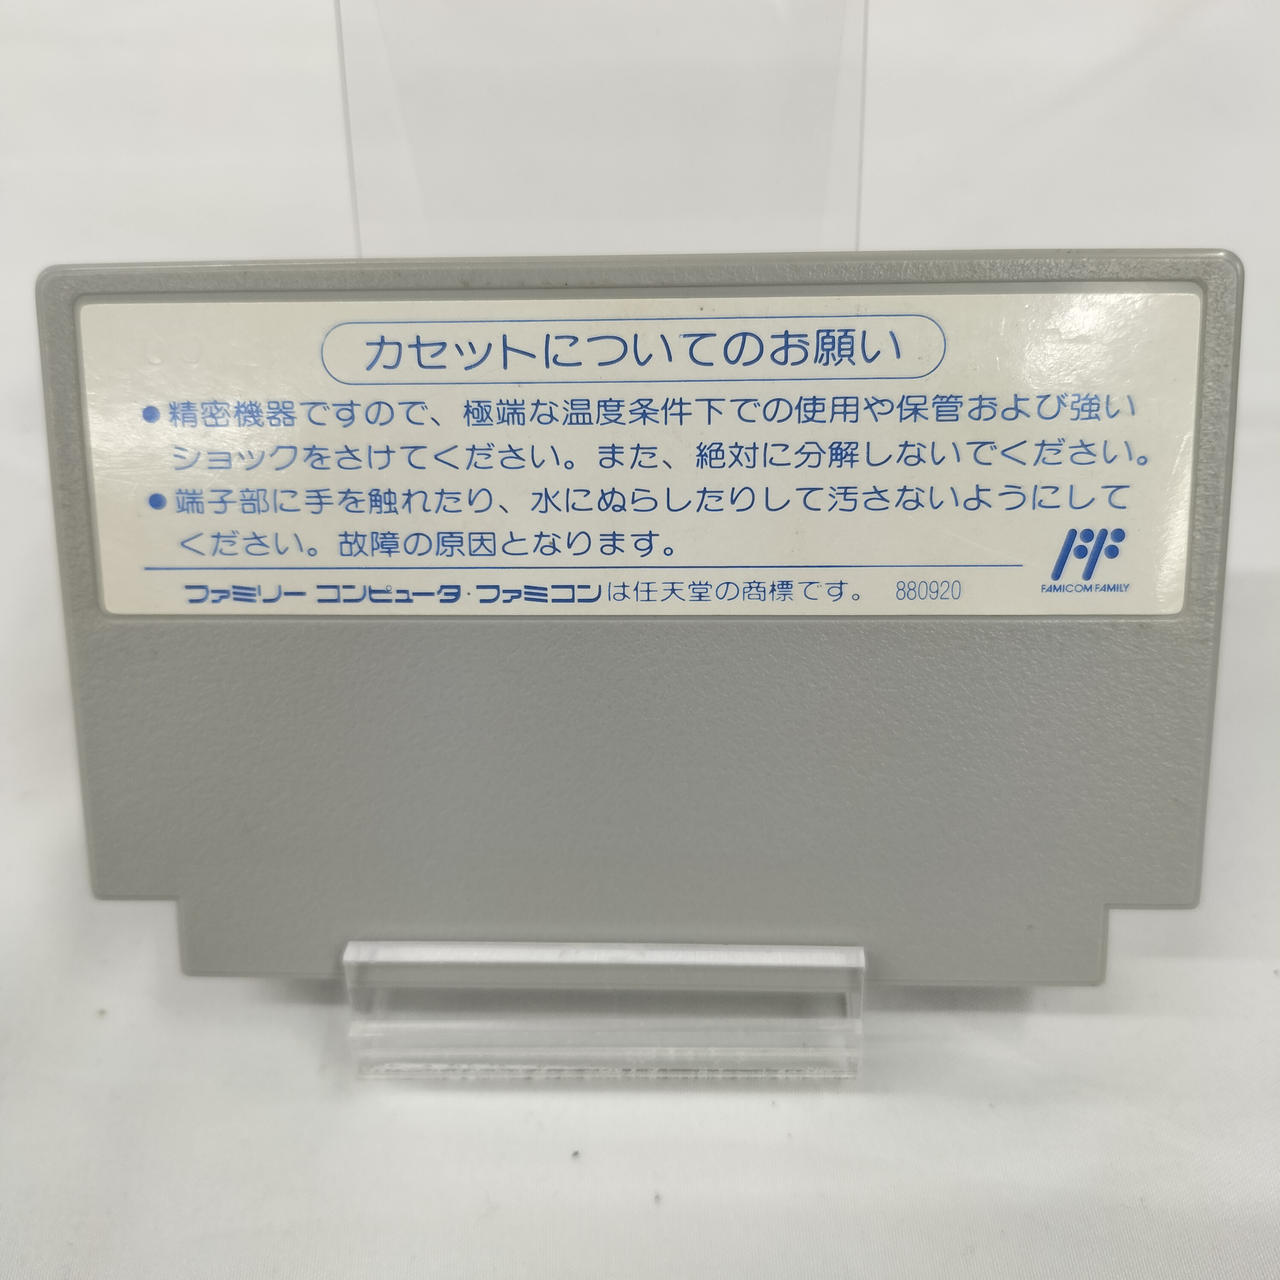 カセットについてのお願い
●精密機器ですので、極端な温度条件下での使用や保管および強い
ショックをさけてください。また、絶対に分解しないでください。
●端子部に手を触れたり、水にぬらしたりして汚さないようにして
ください。故障の原因となります。
ファミリーコンピュータ・ファミコンは任天堂の商標です。 880920
FAMICOM FAMILY